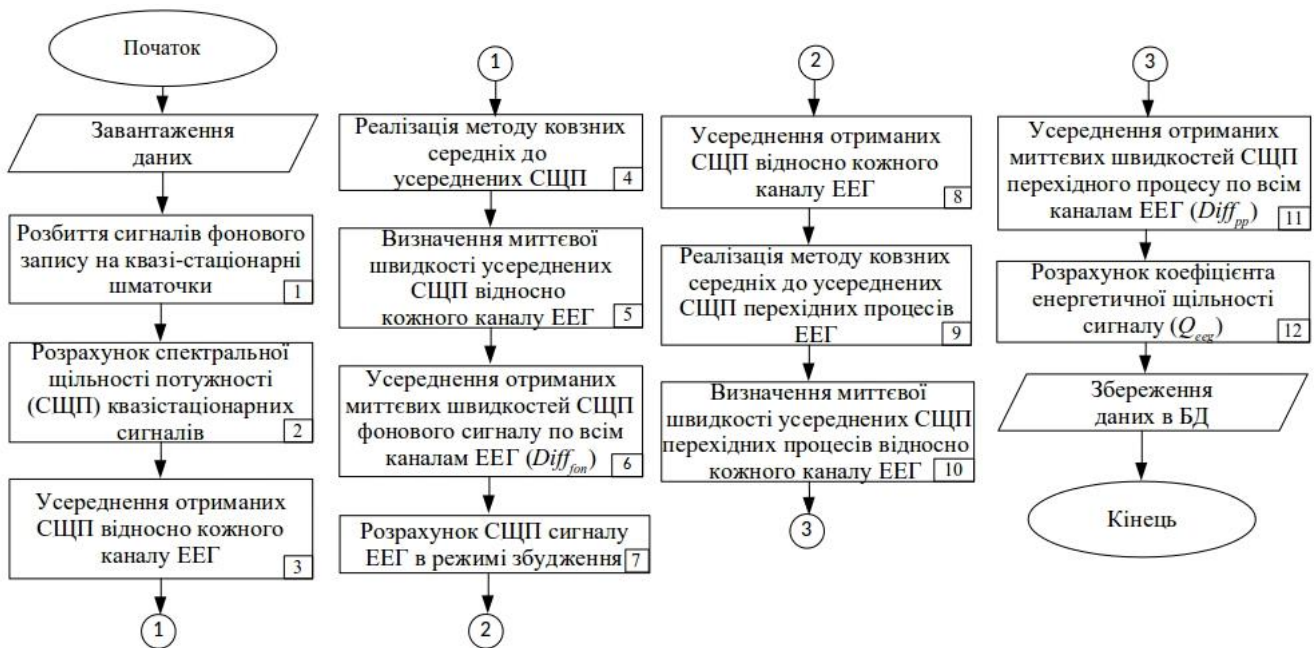 Початок
Завантаження
даних
Розбиття сигналів фонового
запису на квазі-стаціонарні
шматочки
1
Розрахунок спектральної
щільності потужності
(СЩП) квазістаціонарних
сигналів
2
Усереднення отриманих
СЩП відносно кожного
каналу ЕЕГ
3
1
1
Реалізація методу ковзних
середніх до
усереднених СЩП
4
Визначення миттєвої
швидкості усереднених
СЩП відносно
кожного каналу ЕЕГ
5
Усереднення отриманих
миттєвих швидкостей СЩП
фонового сигналу по всім
каналам ЕЕГ (Diff_fon)
6
Розрахунок СЩП сигналу
ЕЕГ в режимі збудження
7
2
2
Усереднення отриманих
СЩП відносно кожного
каналу ЕЕГ
8
Реалізація методу ковзних
середніх до усереднених
СЩП перехідних процесів
ЕЕГ
9
Визначення миттєвої
швидкості усереднених СЩП
перехідних процесів відносно
кожного каналу ЕЕГ
10
3
3
Усереднення отриманих
миттєвих швидкостей СЩП
перехідного процесу по всім
каналам ЕЕГ (Diff_pp)
11
Розрахунок коефіцієнта
енергетичної щільності
сигналу (Q_eeg)
12
Збереження
даних в БД
Кінець